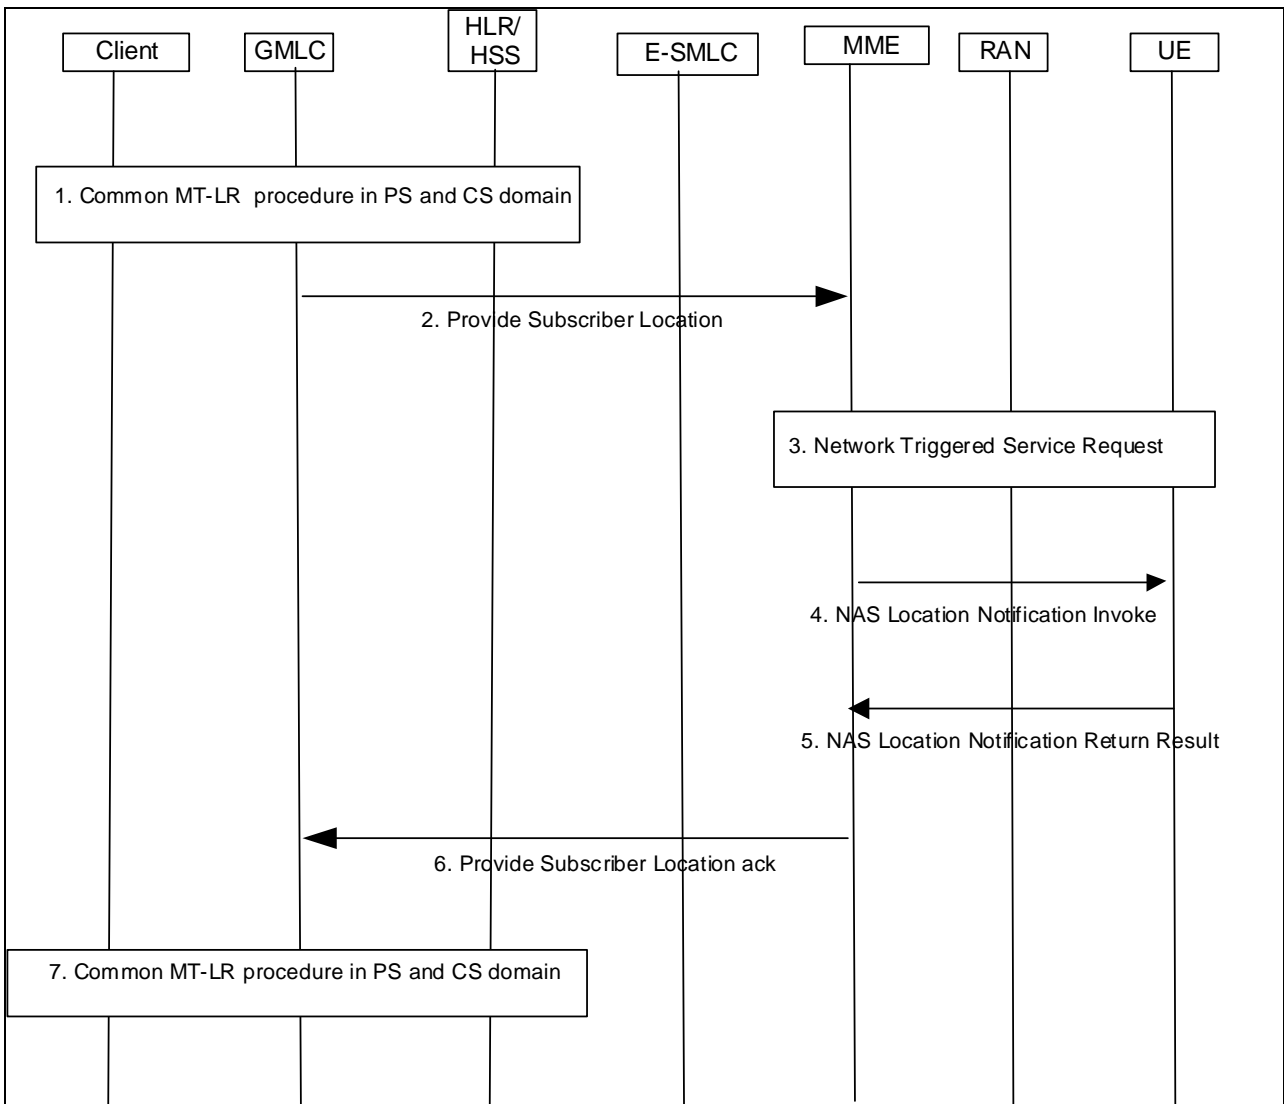 Client
GMLC
HLR/
HSS
E-SMLC
MME
RAN
UE
1. Common MT-LR procedure in PS and CS domain
2. Provide Subscriber Location
3. Network Triggered Service Request
4. NAS Location Notification Invoke
5. NAS Location Notification Return Result
6. Provide Subscriber Location ack
7. Common MT-LR procedure in PS and CS domain